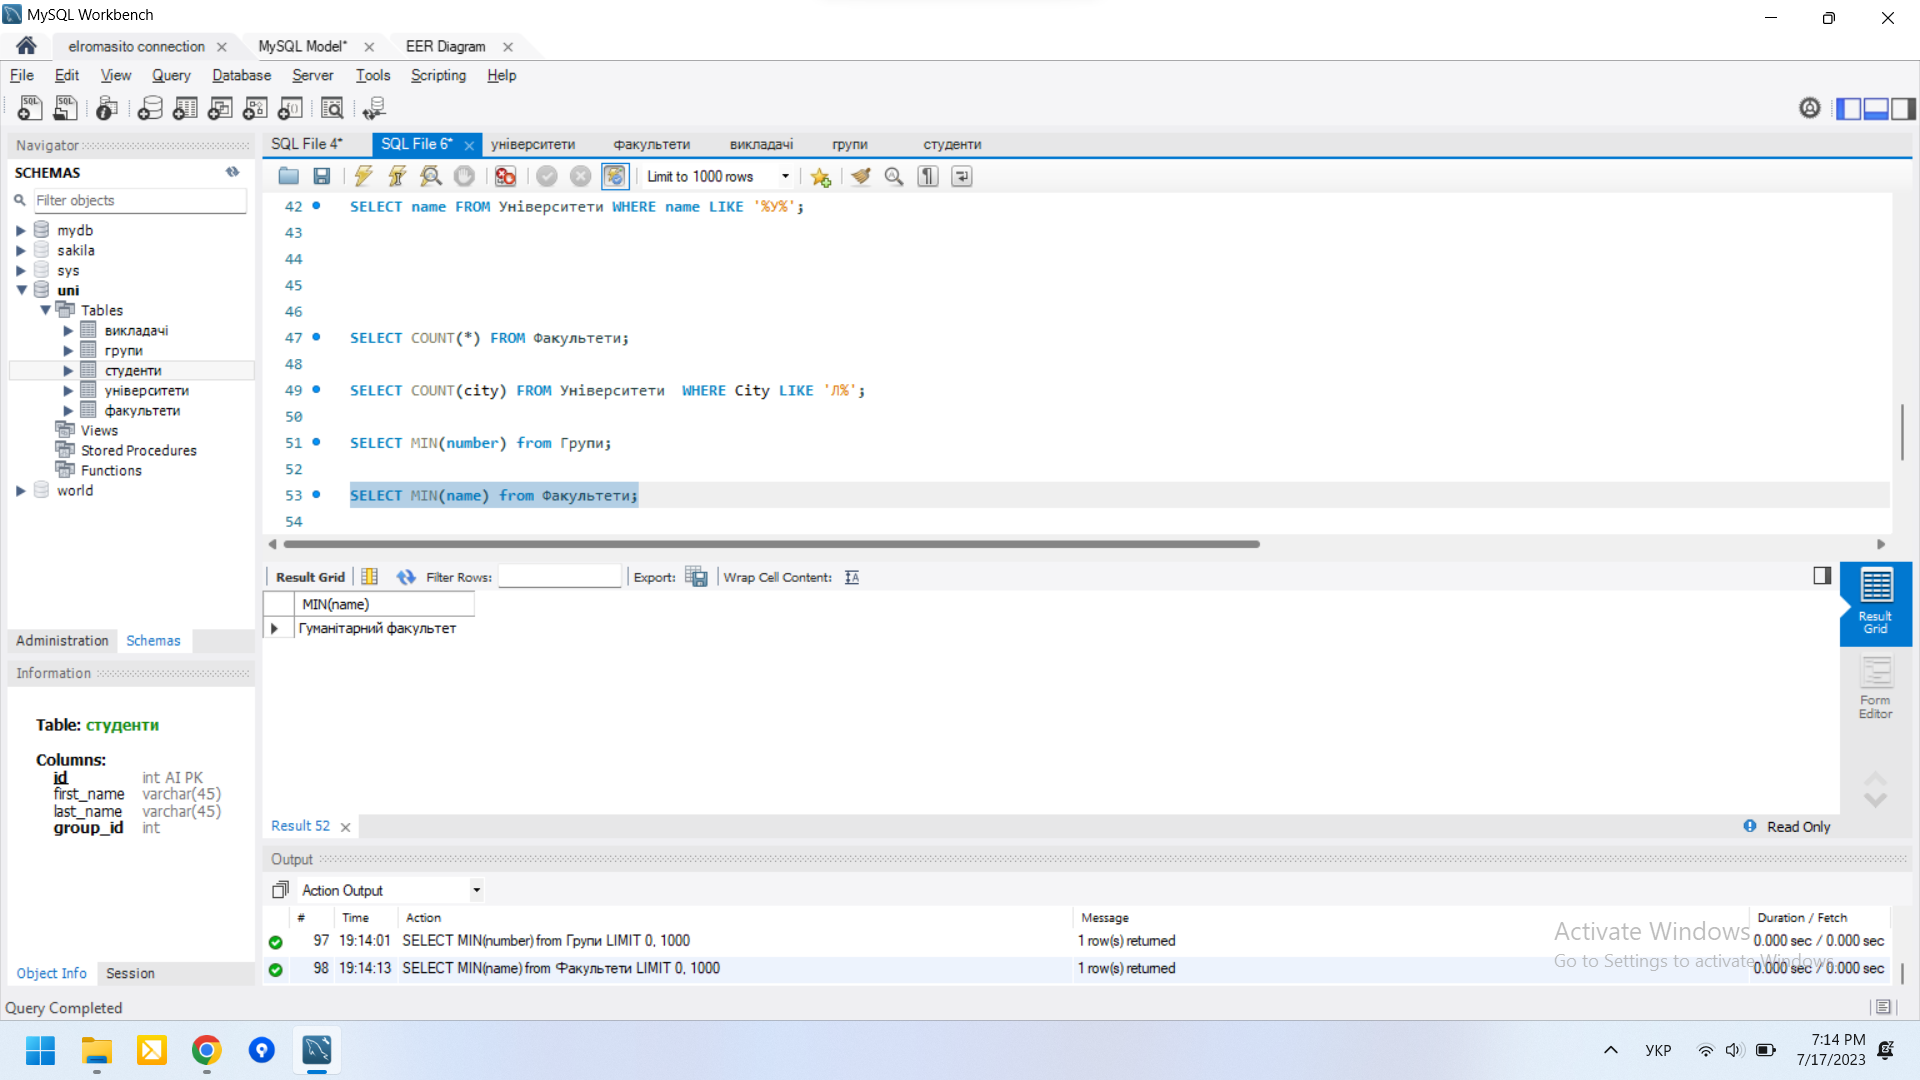 MySQL Workbench
elromasito connection
MySQL Model*
EER Diagram
File Edit View Query Database Server Tools Scripting Help
Navigator
SCHEMAS
Filter objects
mydb
sakila
sys
uni
Tables
викладачі
групи
студенти
університети
факультети
Views
Stored Procedures
Functions
world
Administration Schemas
Information
Table: студенти
Columns:
id int AI PK
first_name varchar(45)
last_name varchar(45)
group_id int
Object Info Session
SQL File 4* SQL File 6* університети факультети викладачі групи студенти
Limit to 1000 rows
42 SELECT name FROM Університети WHERE name LIKE '%У%';
43
44
45
46
47 SELECT COUNT(*) FROM Факультети;
48
49 SELECT COUNT(city) FROM Університети WHERE City LIKE 'Л%';
50
51 SELECT MIN(number) from Групи;
52
53 SELECT MIN(name) from Факультети;
54
Result Grid Filter Rows: Export: Wrap Cell Content:
MIN(name)
Гуманітарний факультет
Result Grid
Form Editor
Result 52
Read Only
Output
Action Output
# Time Action Message Duration / Fetch
97 19:14:01 SELECT MIN(number) from Групи LIMIT 0, 1000 1 row(s) returned 0.000 sec / 0.000 sec
98 19:14:13 SELECT MIN(name) from Факультети LIMIT 0, 1000 1 row(s) returned 0.000 sec / 0.000 sec
Activate Windows
Go to Settings to activate Windows.
Query Completed
УКР
7:14 PM
7/17/2023